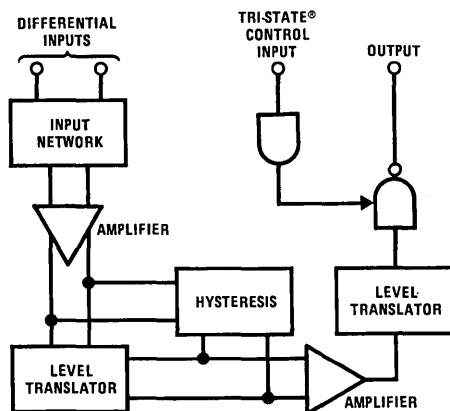 DIFFERENTIAL
INPUTS
TRI-STATE®
CONTROL
INPUT
OUTPUT
INPUT
NETWORK
AMPLIFIER
HYSTERESIS
LEVEL
TRANSLATOR
LEVEL
TRANSLATOR
AMPLIFIER